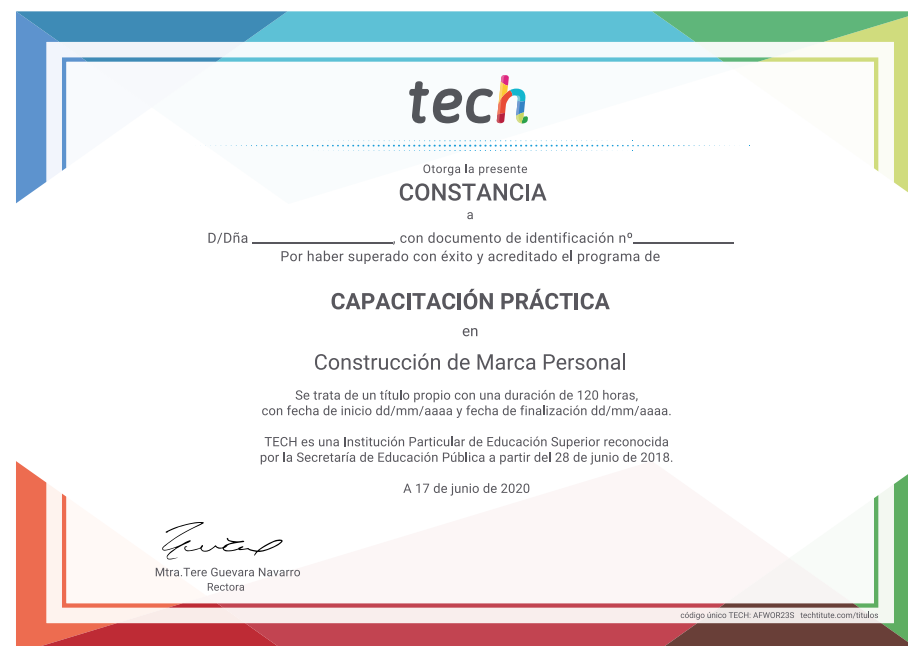 tech
Otorga la presente
CONSTANCIA
a
D/Dña ____________, con documento de identificación nº____________
Por haber superado con éxito y acreditado el programa de
CAPACITACIÓN PRÁCTICA
en
Construcción de Marca Personal
Se trata de un título propio con una duración de 120 horas,
con fecha de inicio dd/mm/aaaa y fecha de finalización dd/mm/aaaa.
TECH es una Institución Particular de Educación Superior reconocida
por la Secretaría de Educación Pública a partir del 28 de junio de 2018.
A 17 de junio de 2020
Mtra.Tere Guevara Navarro
Rectora
código único TECH: AFWOR23S techtitute.com/titulos